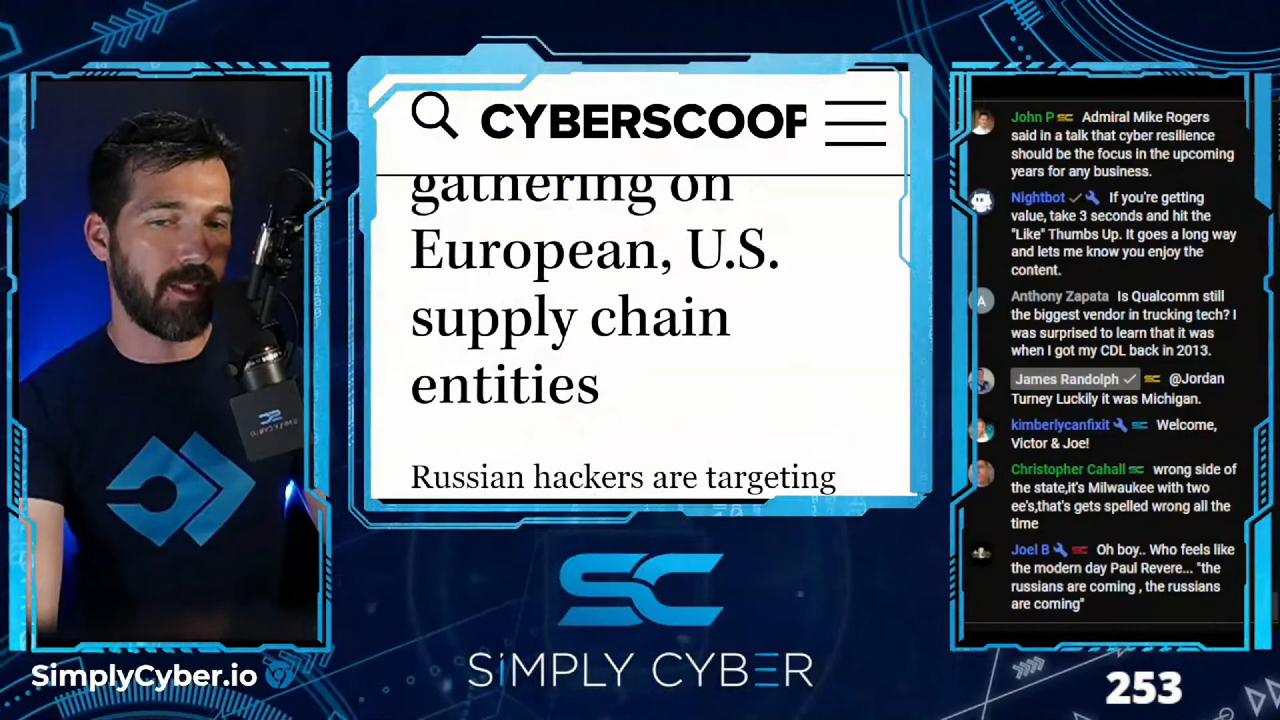 CYBERSCOOP
gathering on
European, U.S.
supply chain
entities
Russian hackers are targeting
SC
SIMPLY CYBER
SimplyCyber.io
John P Admiral Mike Rogers
said in a talk that cyber resilience
should be the focus in the upcoming
years for any business.
Nightbot If you're getting
value, take 3 seconds and hit the
"Like" Thumbs Up. It goes a long way
and lets me know you enjoy the
content.
A
Anthony Zapata Is Qualcomm still
the biggest vendor in trucking tech? I
was surprised to learn that it was
when I got my CDL back in 2013.
James Randolph @Jordan
Turney Luckily it was Michigan.
kimberlycanfixit Welcome,
Victor & Joe!
Christopher Cahall wrong side of
the state,it's Milwaukee with two
ee's,that's gets spelled wrong all the
time
Joel B Oh boy.. Who feels like
the modern day Paul Revere... "the
russians are coming , the russians
are coming"
253